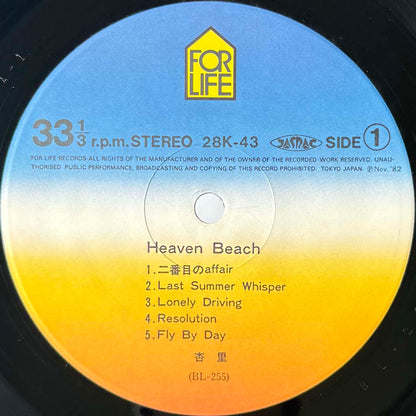 FOR
LIFE
33 1/3 r.p.m. STEREO 28K-43 JASRAC SIDE 1
FOR LIFE RECORDS·ALL RIGHTS OF THE MANUFACTURER AND OF THE OWNER OF THE RECORDED WORK RESERVED. UNAU-
THORISED PUBLIC PERFORMANCE, BROADCASTING AND COPYING OF THIS RECORD PROHIBITED. TOKYO JAPAN ℗Nov.'82
Heaven Beach
1.二番目のaffair
2.Last Summer Whisper
3.Lonely Driving
4.Resolution
5.Fly By Day
杏里
(BL-255)